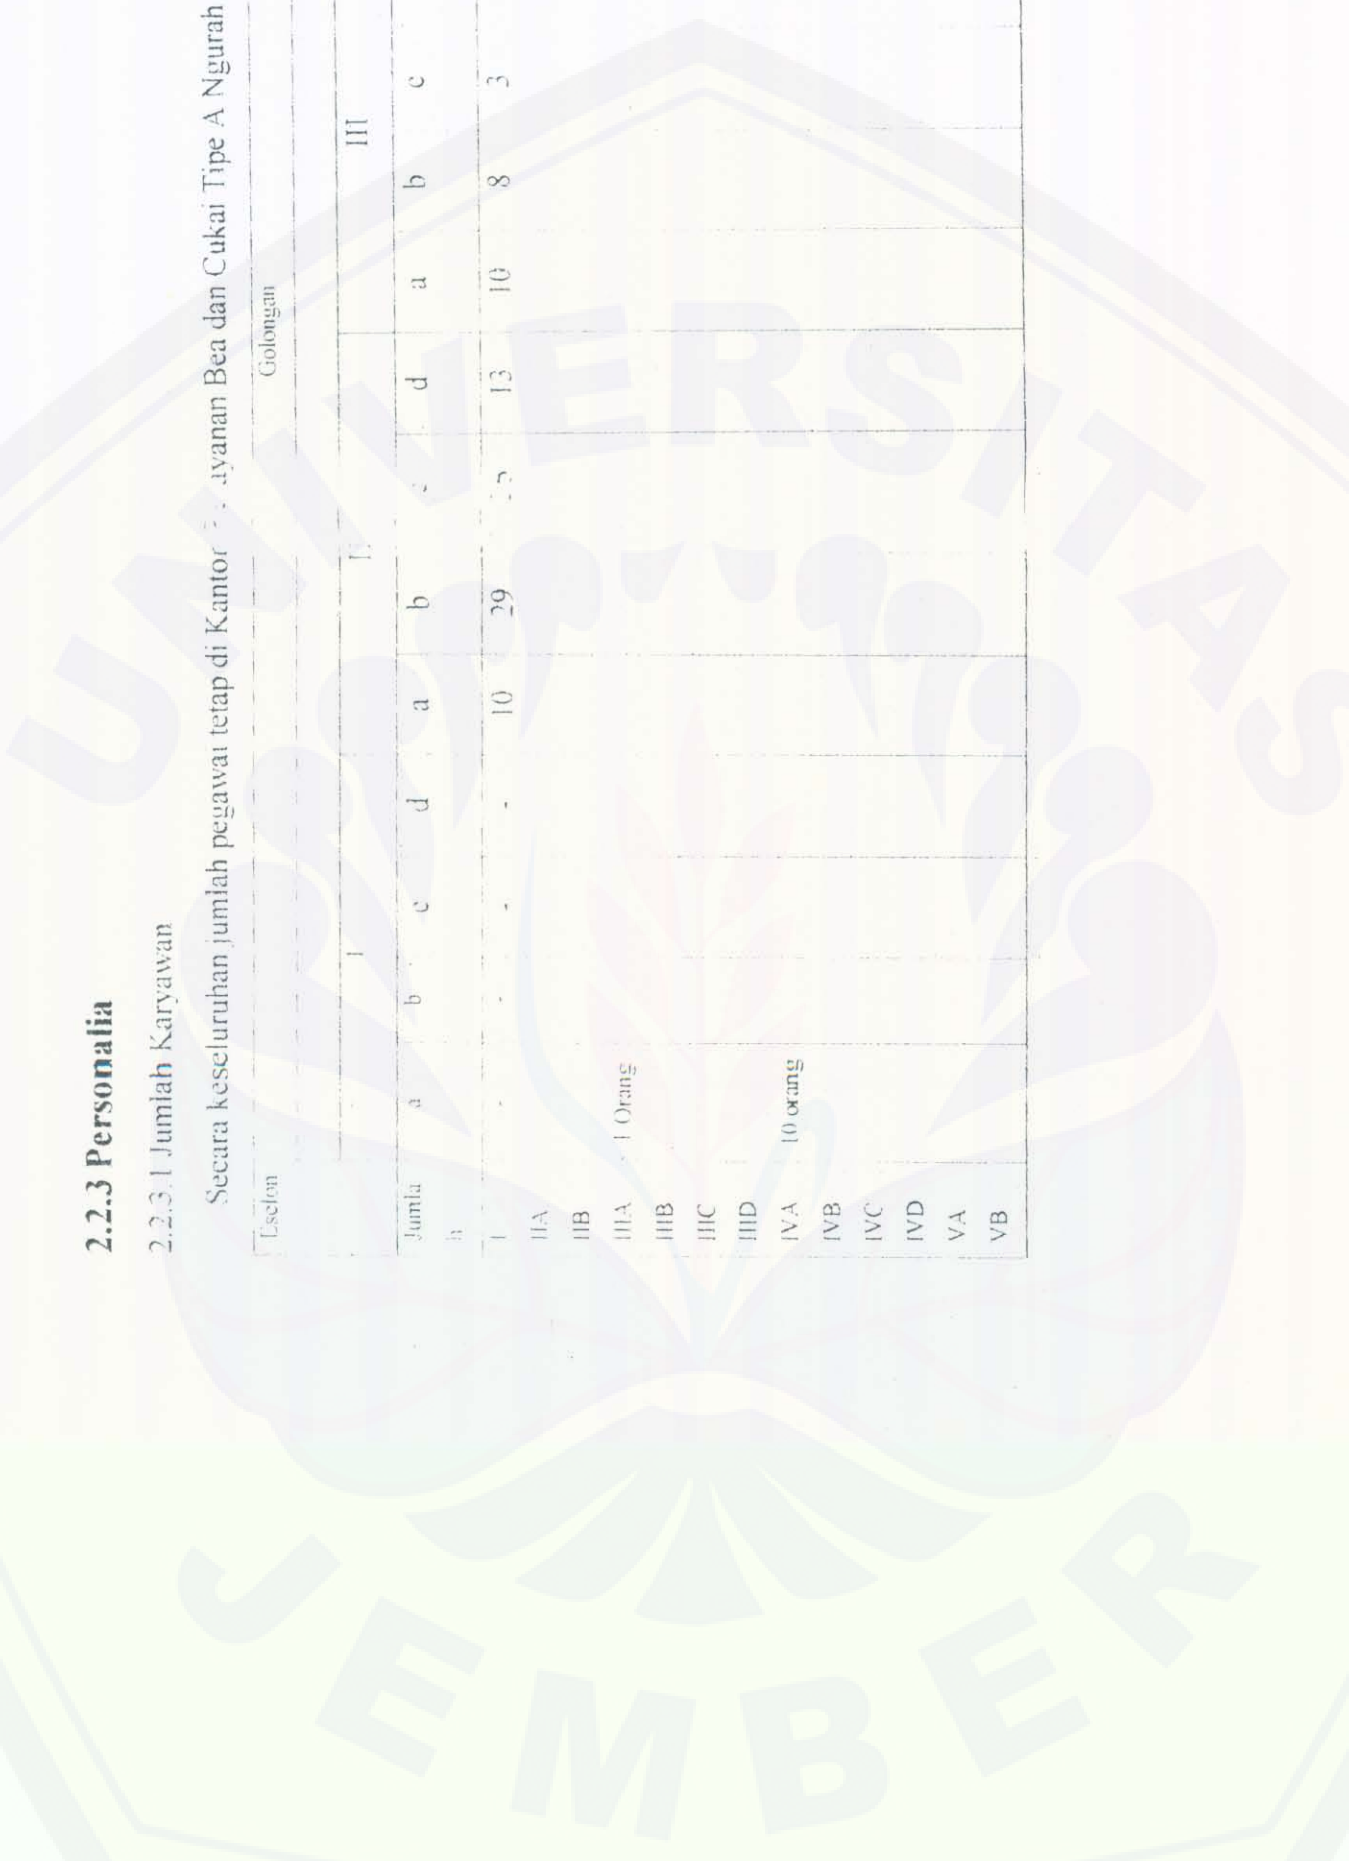 2.2.3 Personalia
2.2.3.1 Jumlah Karyawan
Secara keseluruhan jumlah pegawai tetap di Kantor ayanan Bea dan Cukai Tipe A Ngurah
Eselon Golongan
I III
Jumla a b c d a b d a b c
h
I - - - - 10 29 13 10 8 3
IIA
IIB
IIIA 1 Orang
IIIB
IIIC
IIID
IVA 10 orang
IVB
IVC
IVD
VA
VB
UNIVERSITAS
JEMBER